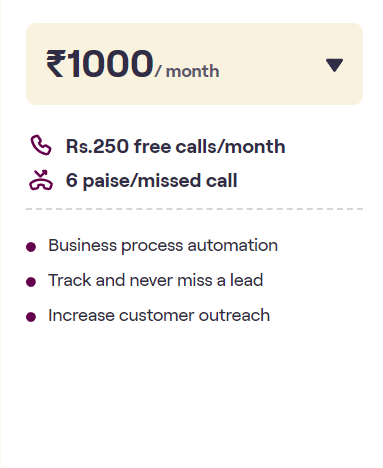 ₹1000/ month
Rs.250 free calls/month
6 paise/missed call
Business process automation
Track and never miss a lead
Increase customer outreach